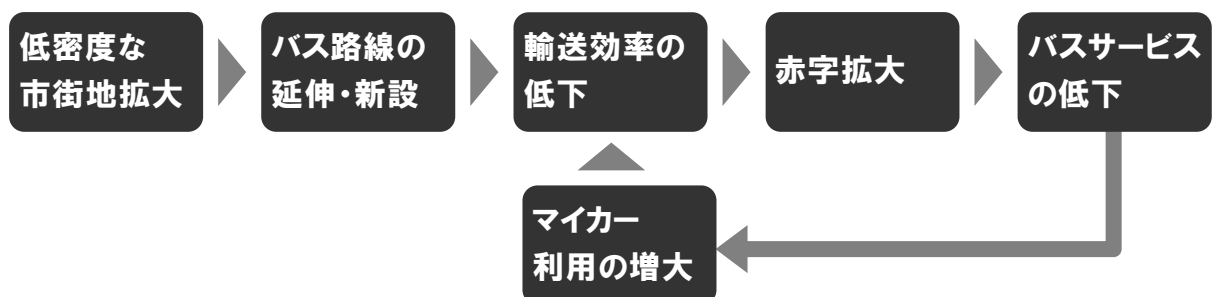 低密度な
市街地拡大
バス路線の
延伸・新設
輸送効率の
低下
赤字拡大
バスサービス
の低下
マイカー
利用の増大